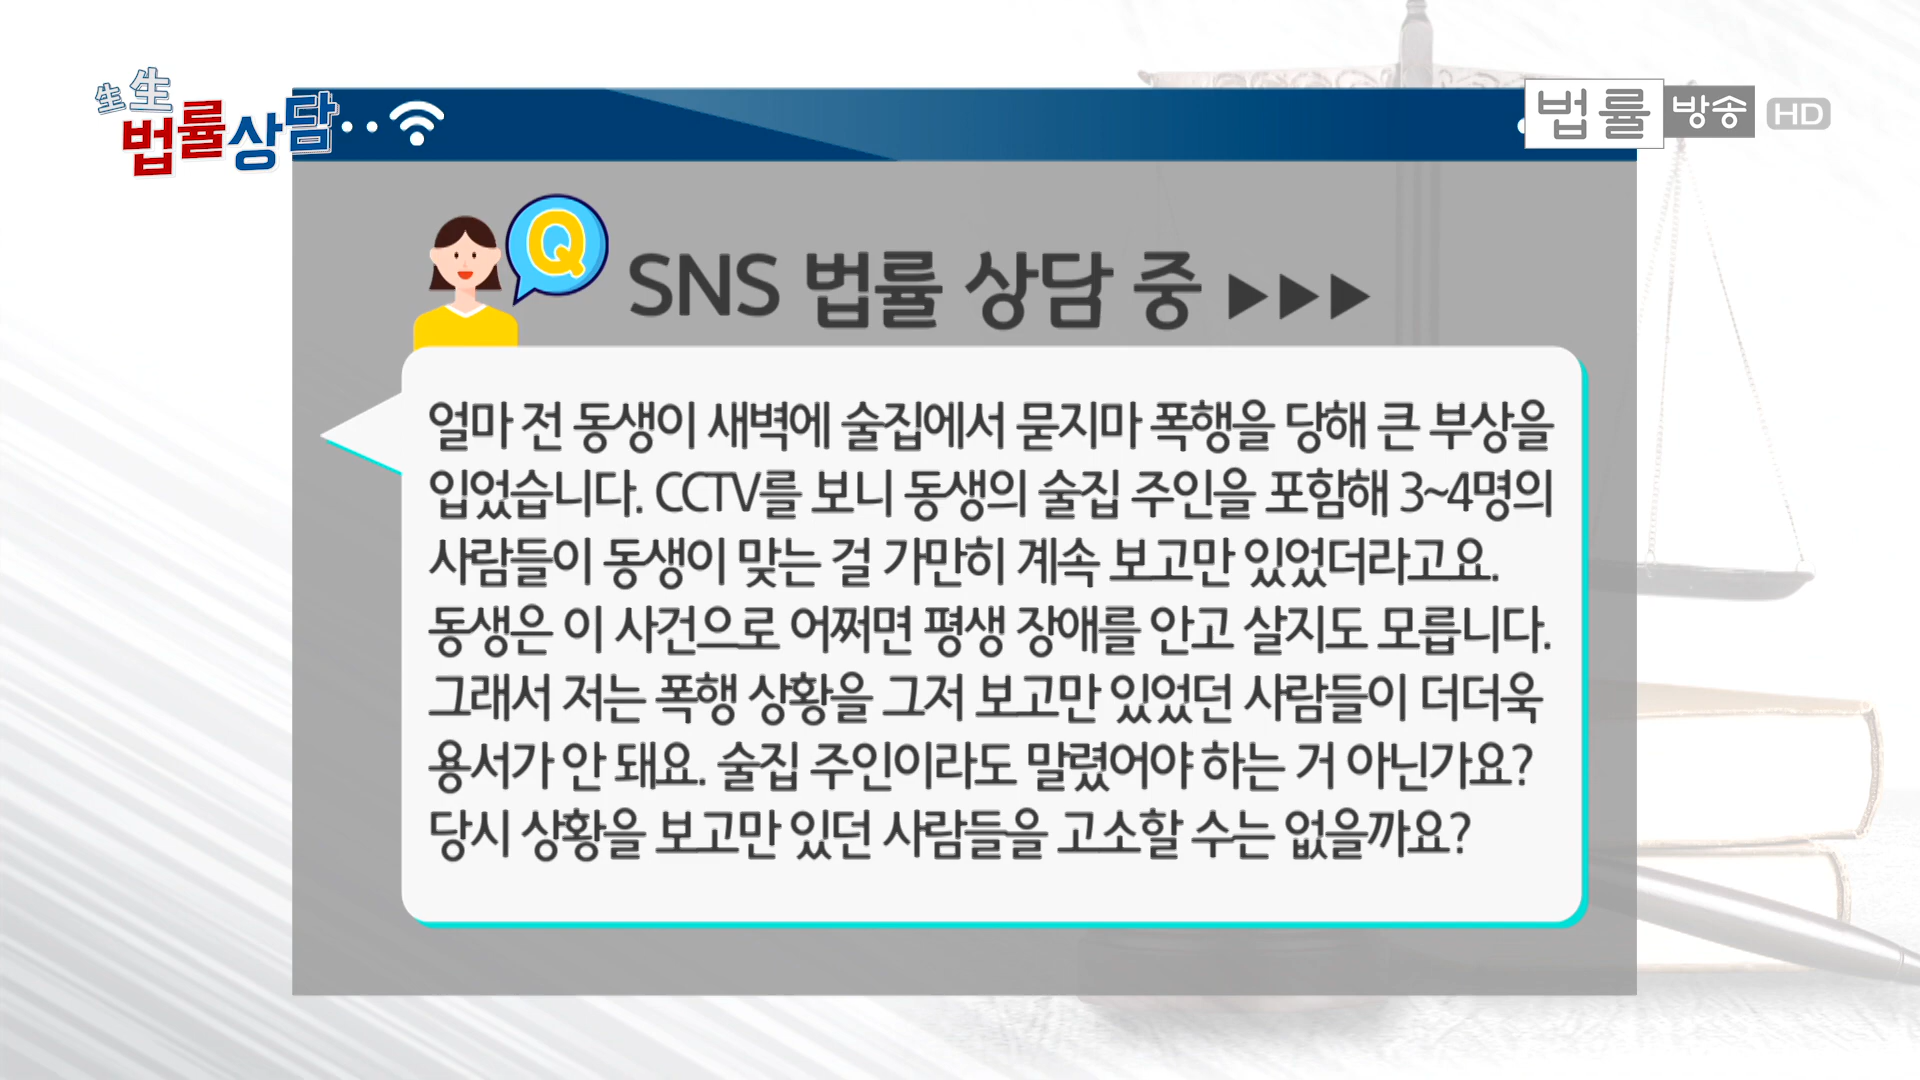 生生
법률상담
법률방송 HD
Q
SNS 법률 상담 중 ▶▶▶
얼마 전 동생이 새벽에 술집에서 묻지마 폭행을 당해 큰 부상을
입었습니다. CCTV를 보니 동생의 술집 주인을 포함해 3~4명의
사람들이 동생이 맞는 걸 가만히 계속 보고만 있었더라고요.
동생은 이 사건으로 어쩌면 평생 장애를 안고 살지도 모릅니다.
그래서 저는 폭행 상황을 그저 보고만 있었던 사람들이 더더욱
용서가 안 돼요. 술집 주인이라도 말렸어야 하는 거 아닌가요?
당시 상황을 보고만 있던 사람들을 고소할 수는 없을까요?